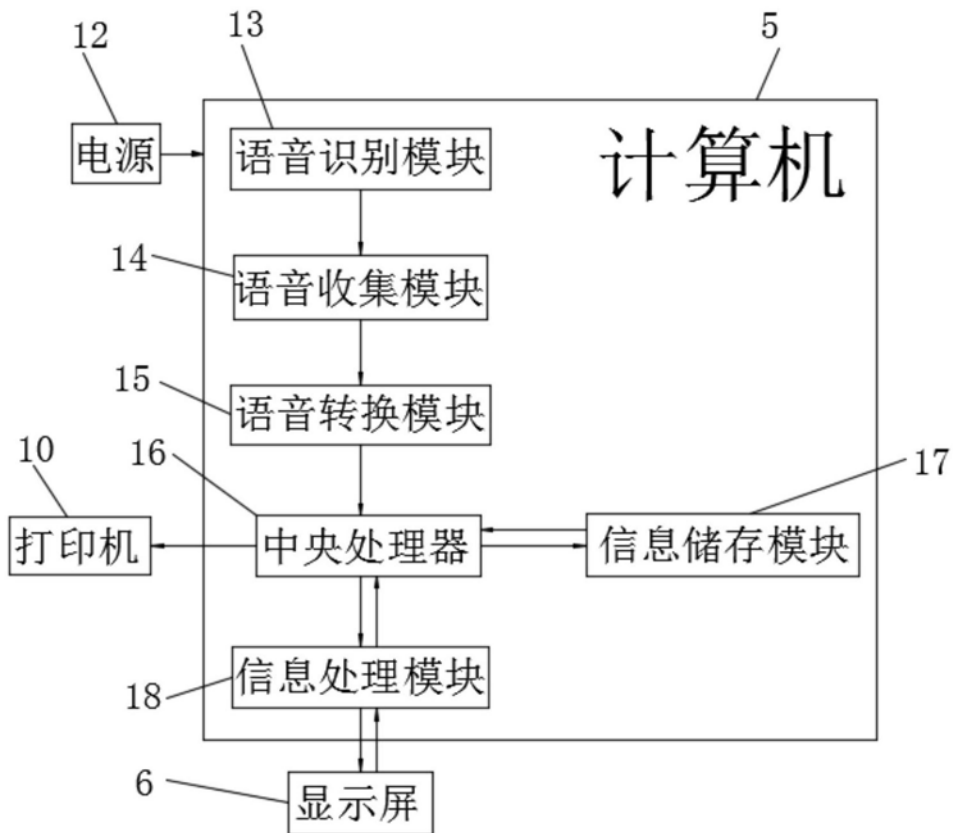 12
13
5
电源
语音识别模块
计算机
14
语音收集模块
15
语音转换模块
10
16
17
打印机
中央处理器
信息储存模块
信息处理模块
18
6
显示屏